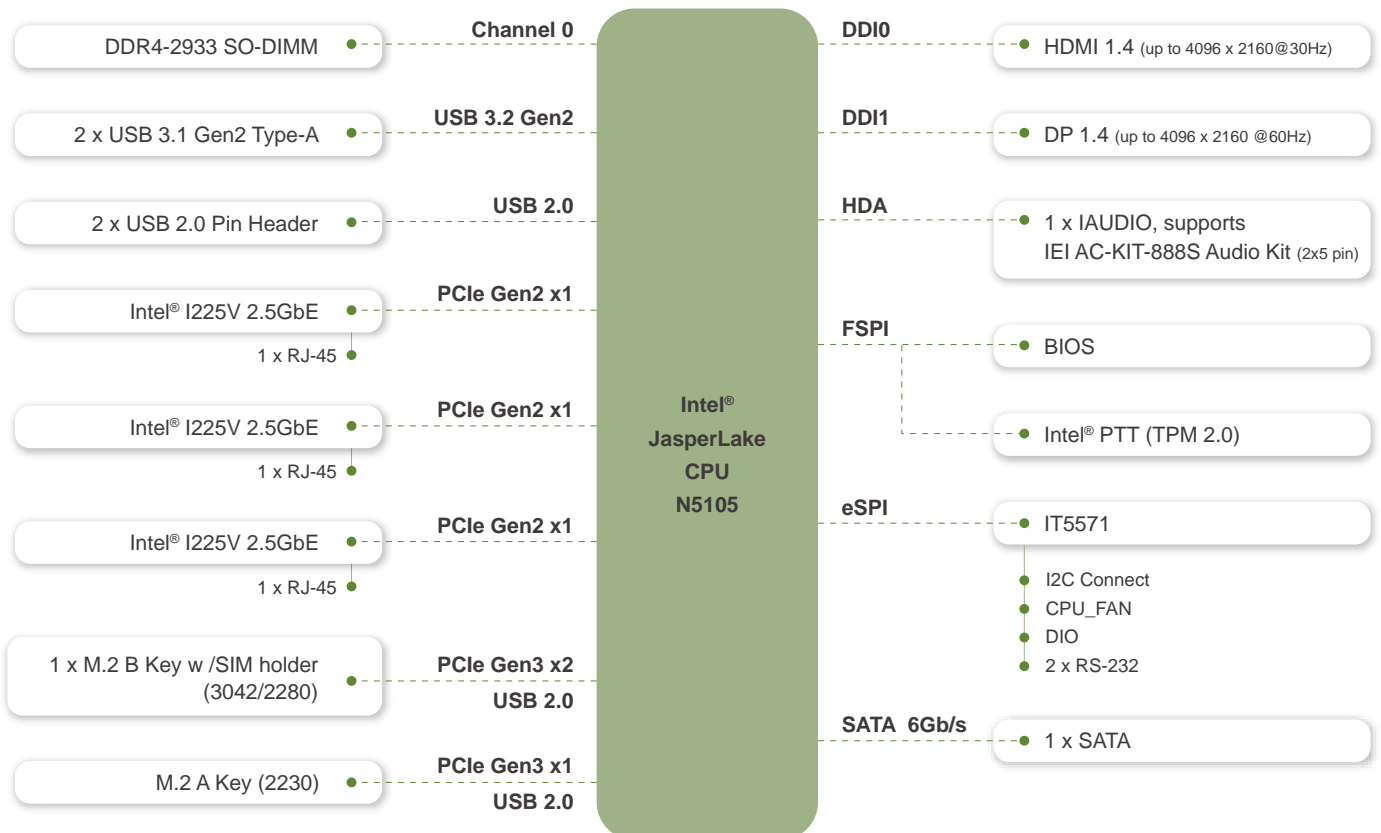 Channel 0
DDR4-2933 SO-DIMM
USB 3.2 Gen2
2 x USB 3.1 Gen2 Type-A
USB 2.0
2 x USB 2.0 Pin Header
PCIe Gen2 x1
Intel® I225V 2.5GbE
1 x RJ-45
PCIe Gen2 x1
Intel® I225V 2.5GbE
1 x RJ-45
PCIe Gen2 x1
Intel® I225V 2.5GbE
1 x RJ-45
1 x M.2 B Key w /SIM holder
(3042/2280)
PCIe Gen3 x2
USB 2.0
PCIe Gen3 x1
M.2 A Key (2230)
USB 2.0
Intel®
JasperLake
CPU
N5105
DDI0
HDMI 1.4 (up to 4096 x 2160@30Hz)
DDI1
DP 1.4 (up to 4096 x 2160 @60Hz)
HDA
1 x IAUDIO, supports
IEI AC-KIT-888S Audio Kit (2x5 pin)
FSPI
BIOS
Intel® PTT (TPM 2.0)
eSPI
IT5571
I2C Connect
CPU_FAN
DIO
2 x RS-232
SATA 6Gb/s
1 x SATA